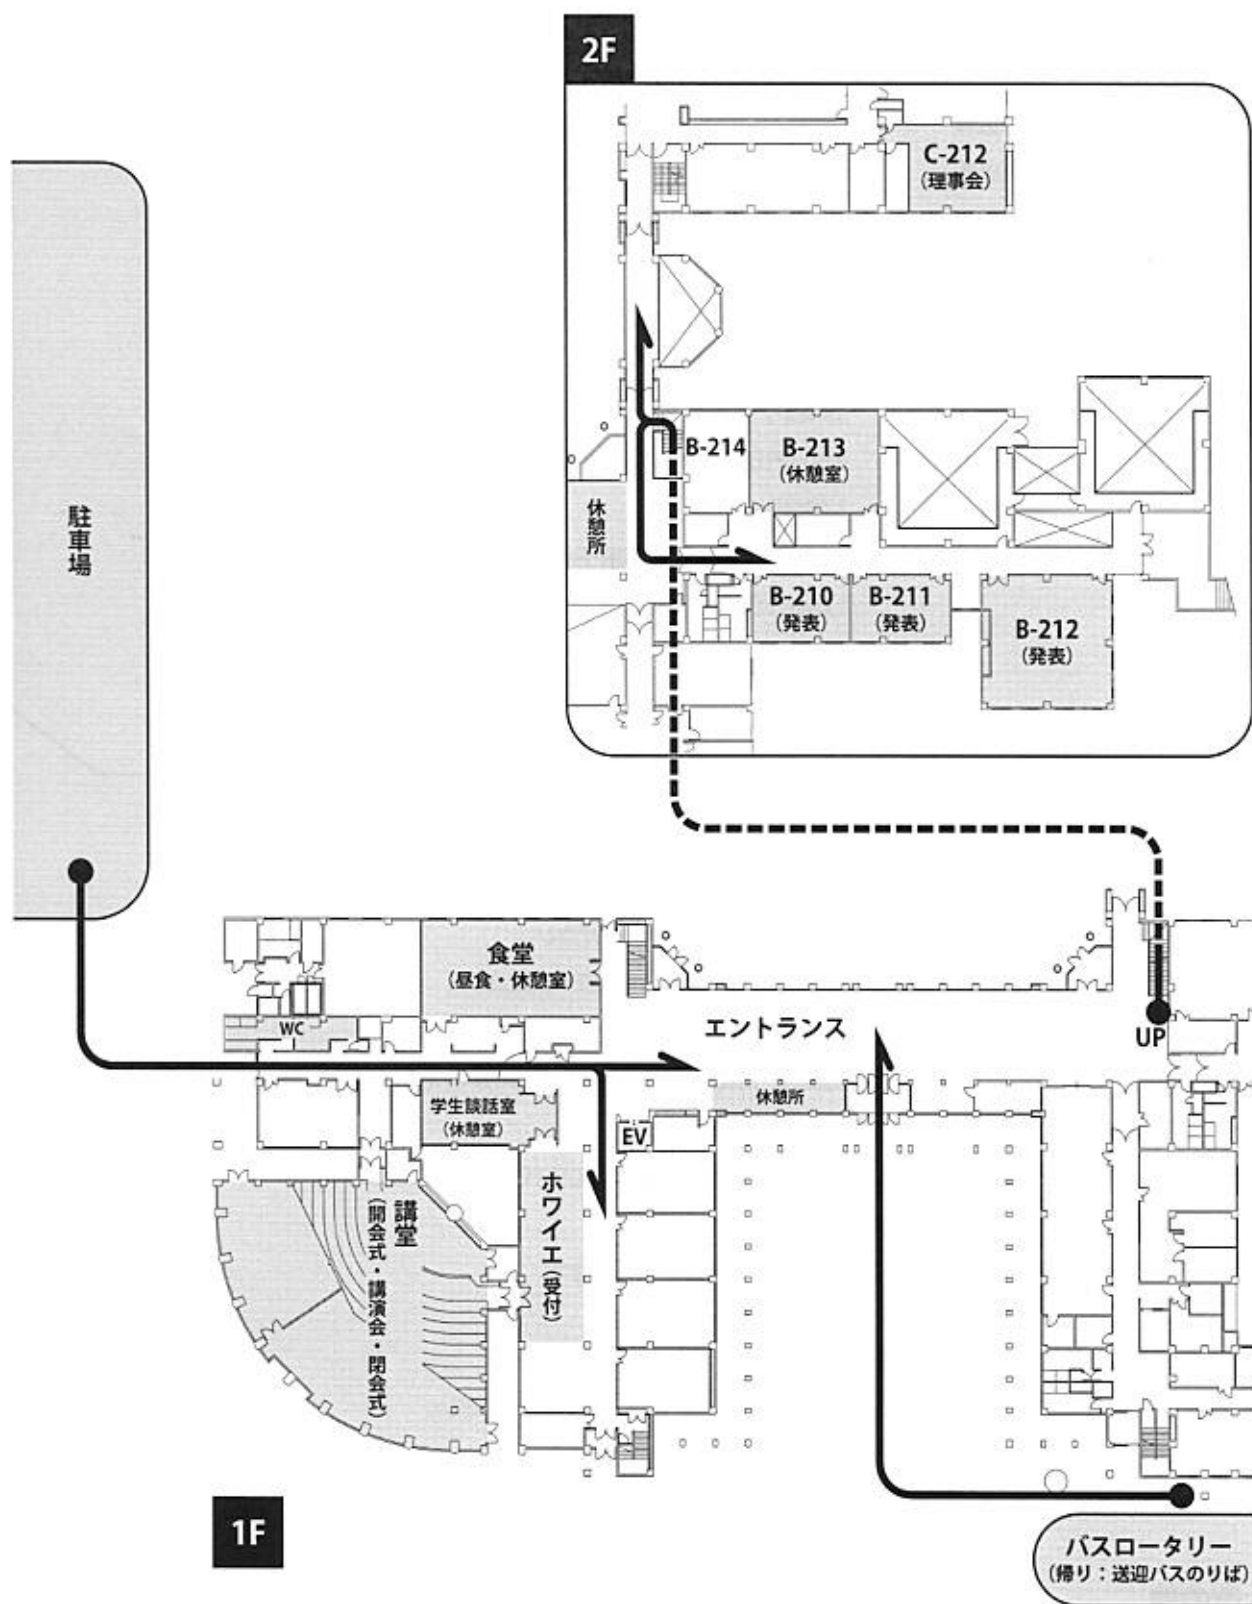 2F
C-212
（理事会）
B-214
B-213
（休憩室）
休憩所
B-210
（発表）
B-211
（発表）
B-212
（発表）
駐車場
食堂
（昼食・休憩室）
WC
エントランス
UP
学生談話室
（休憩室）
休憩所
EV
ホワイエ（受付）
講堂
（開会式・講演会・閉会式）
1F
バスロータリー
（帰り：送迎バスのりば）